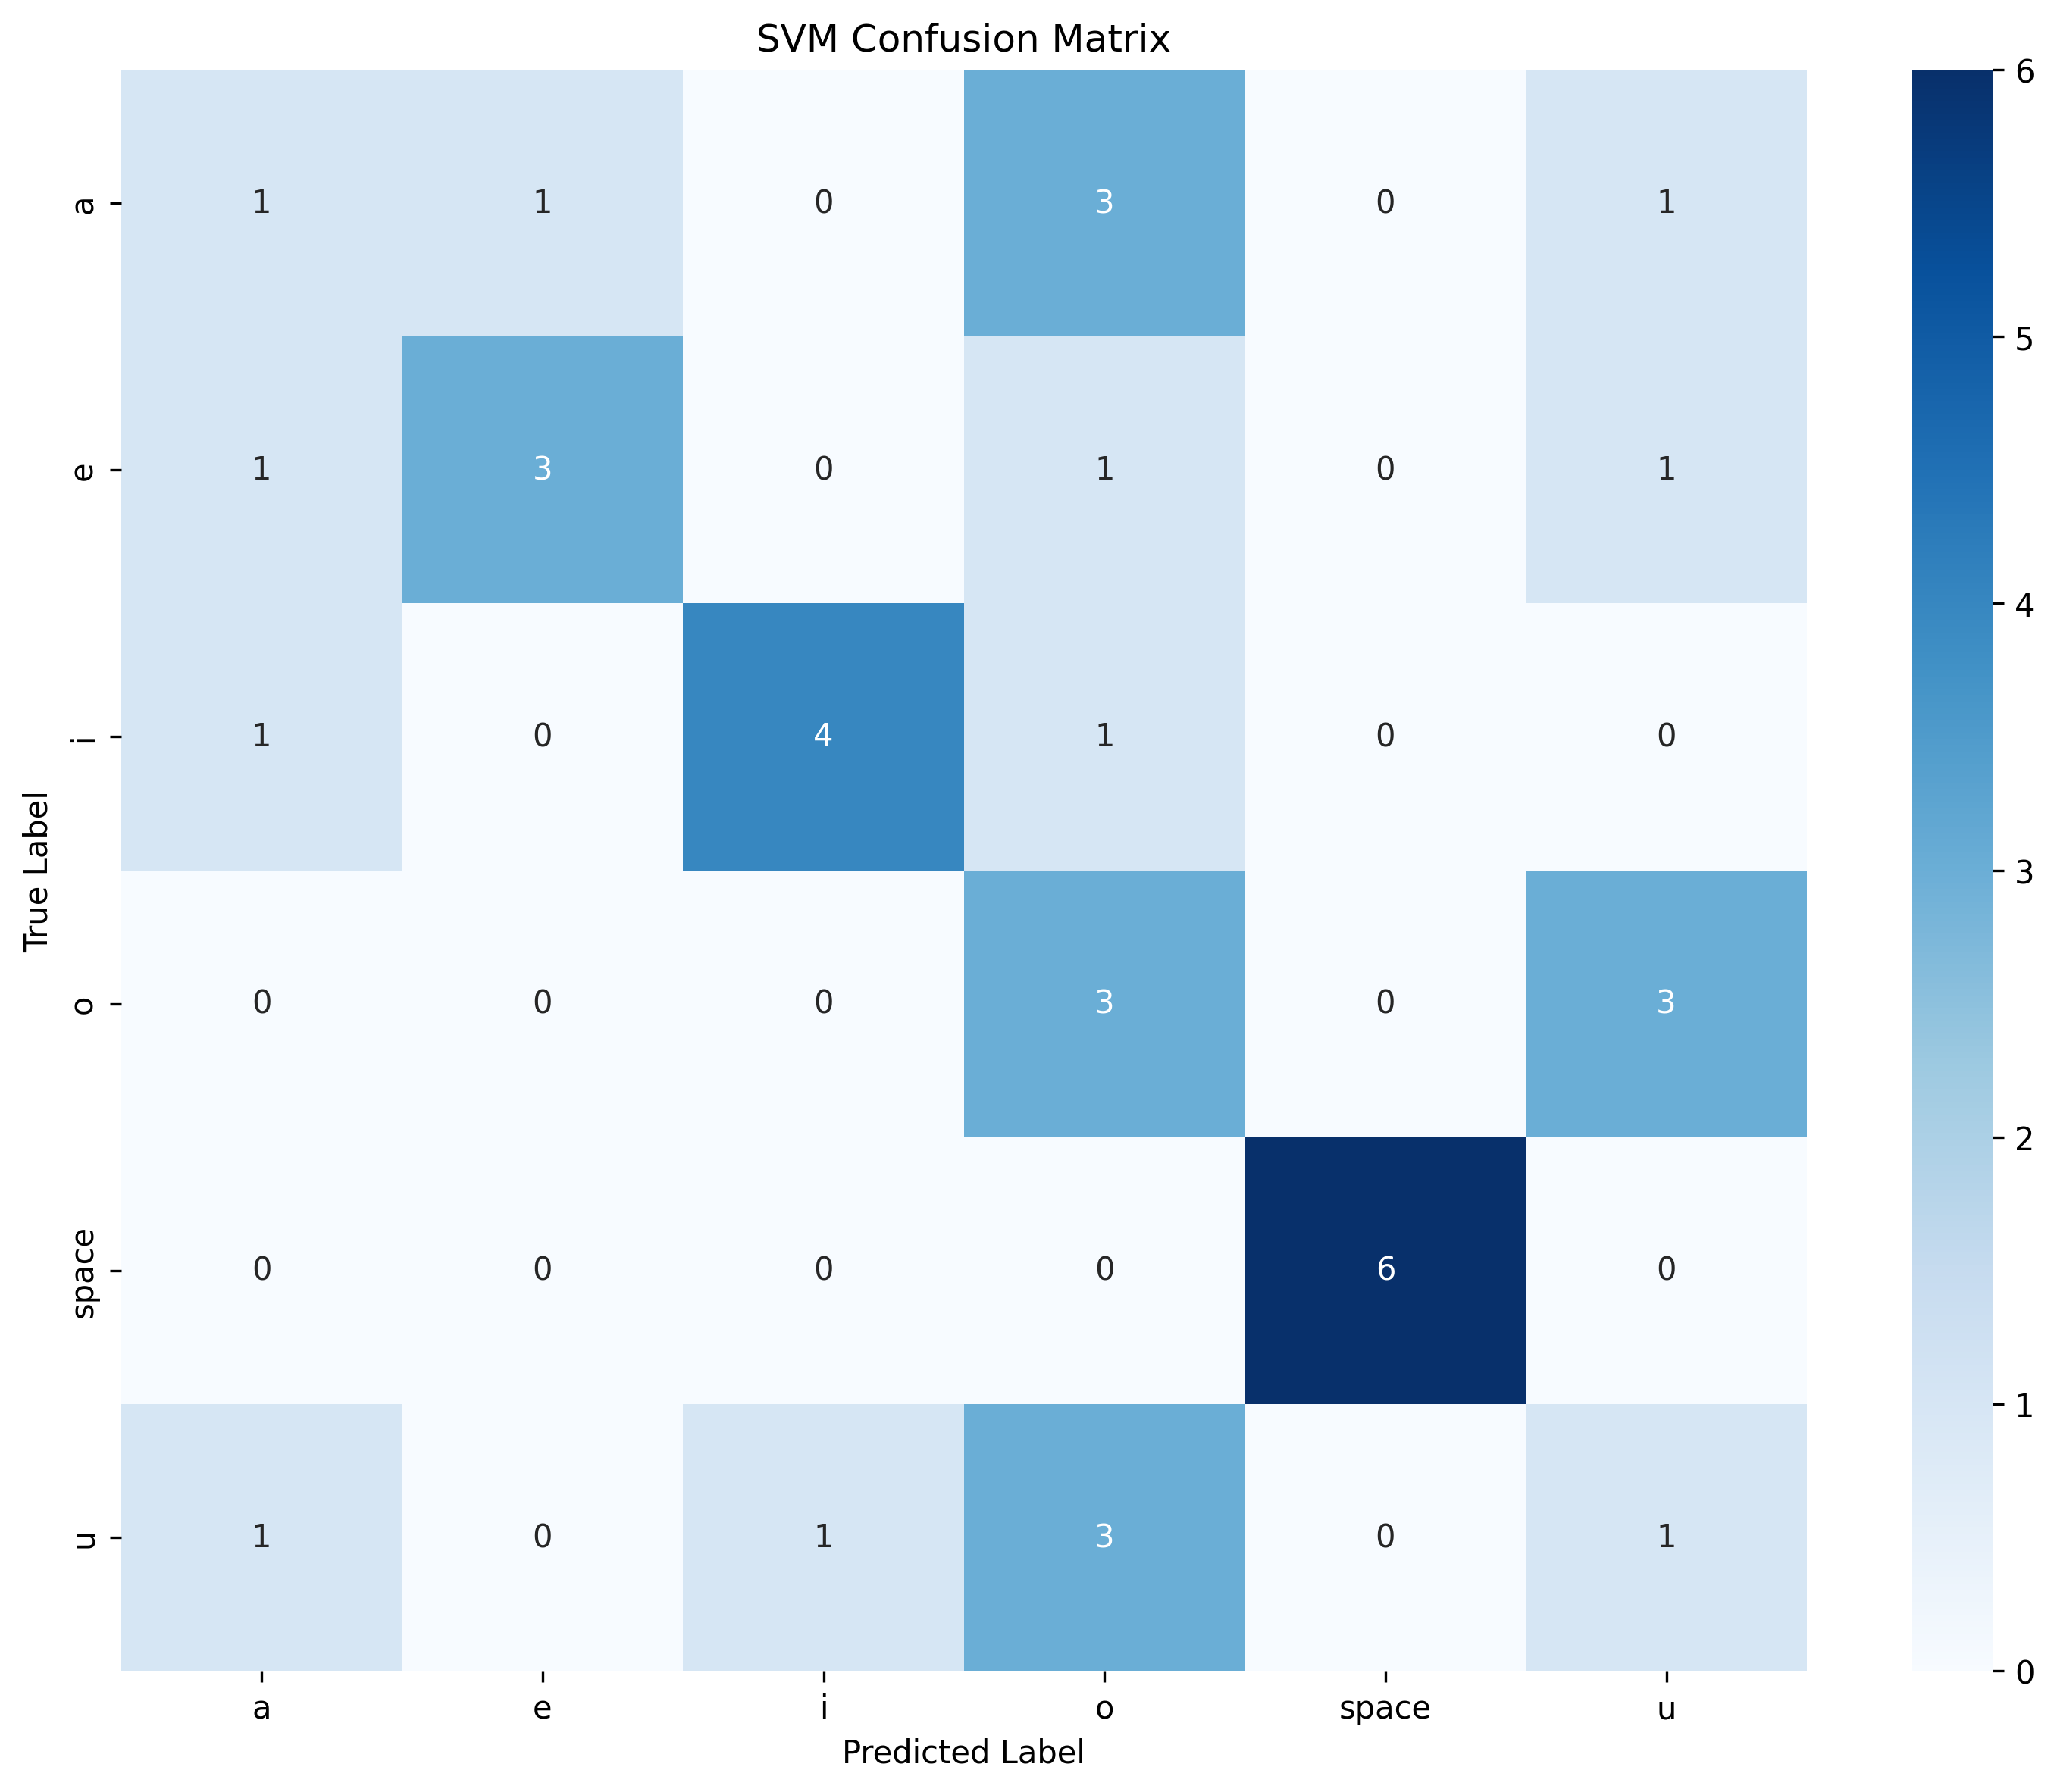 SVM Confusion Matrix
a 1 1 0 3 0 1
e 1 3 0 1 0 1
i 1 0 4 1 0 0
o 0 0 0 3 0 3
space 0 0 0 0 6 0
u 1 0 1 3 0 1
a e i o space u
Predicted Label
True Label
6
5
4
3
2
1
0